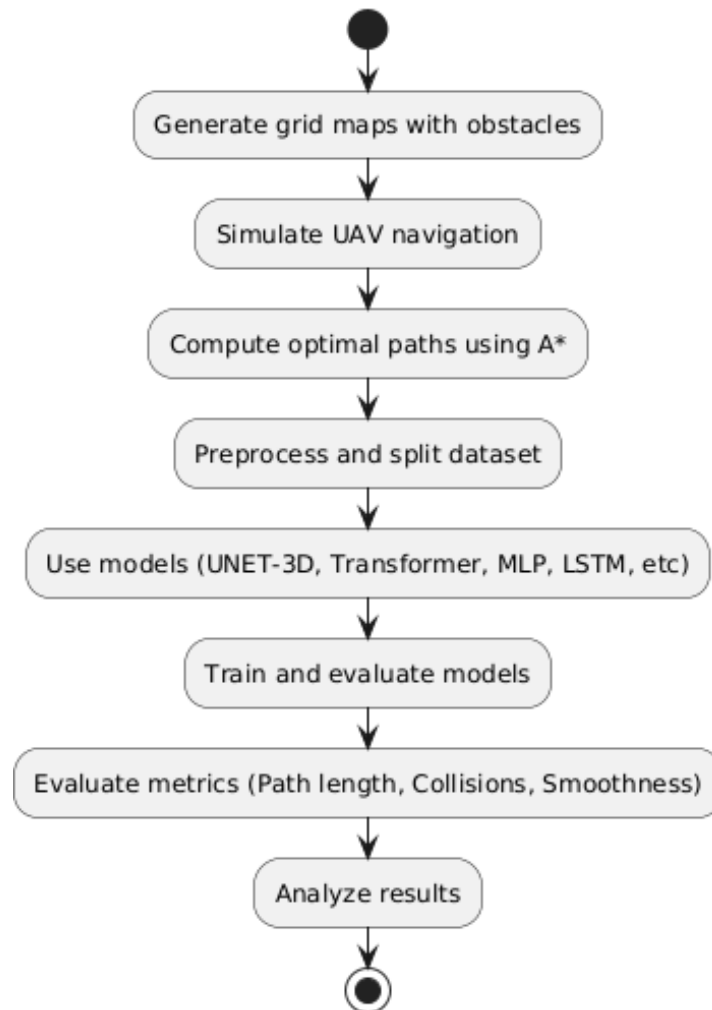 Generate grid maps with obstacles
Simulate UAV navigation
Compute optimal paths using A*
Preprocess and split dataset
Use models (UNET-3D, Transformer, MLP, LSTM, etc)
Train and evaluate models
Evaluate metrics (Path length, Collisions, Smoothness)
Analyze results